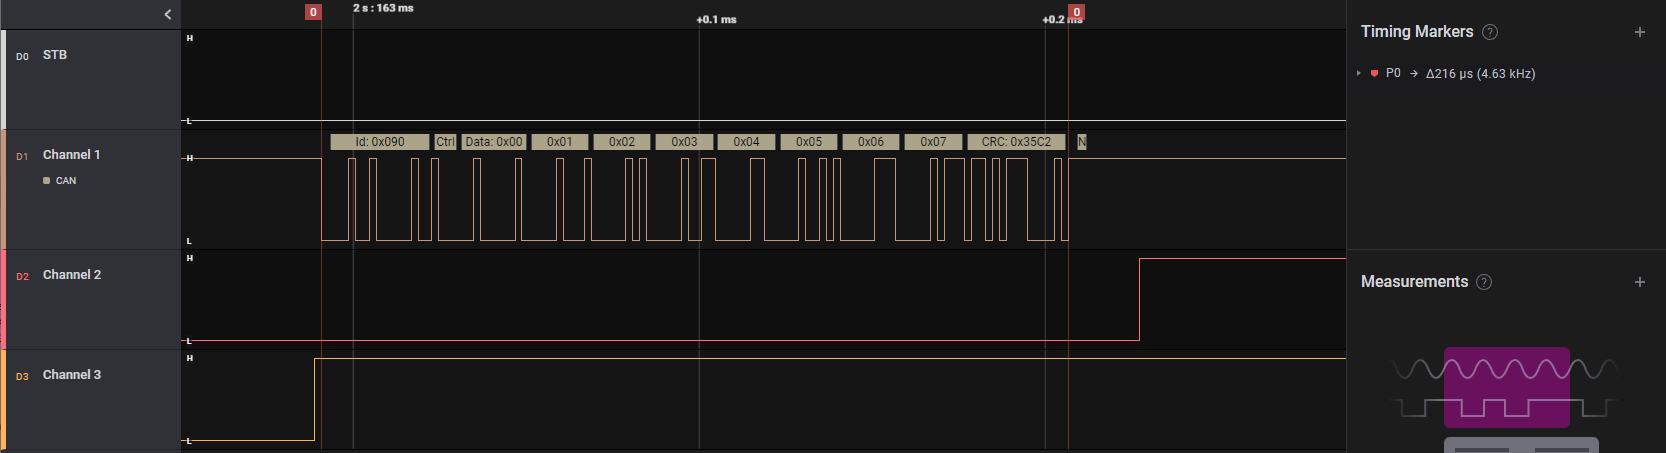 0
2 s : 163 ms
+0.1 ms
+0.2 ms
0
D0 STB
H
L
Id: 0x090 Ctrl Data: 0x00 0x01 0x02 0x03 0x04 0x05 0x06 0x07 CRC: 0x35C2 N
D1 Channel 1
H
CAN
L
D2 Channel 2
H
L
D3 Channel 3
H
L
Timing Markers ? +
P0 → Δ216 µs (4.63 kHz)
Measurements ? +